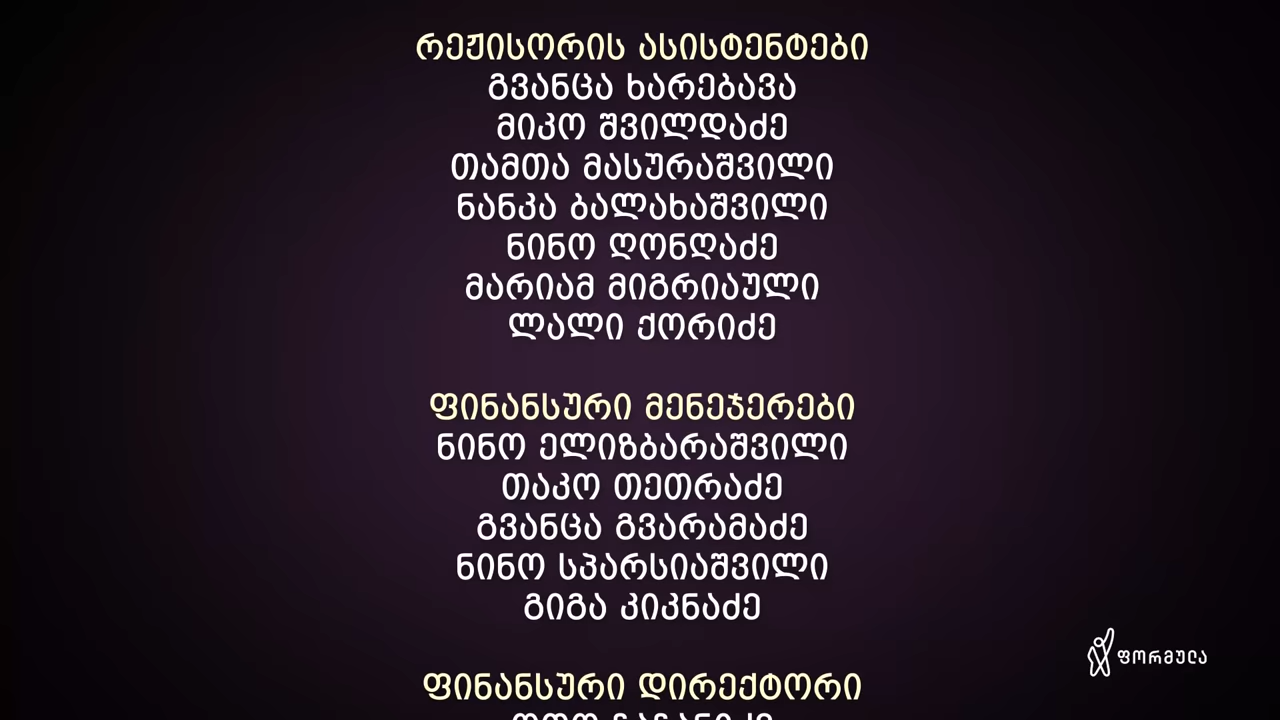 რეჟისორის ასისტენტები
გვანცა ხარებავა
მიკო შვილდაძე
თამთა მასურაშვილი
ნანკა ბალახაშვილი
ნინო ღონღაძე
მარიამ მიგრიაული
ლალი ქორიძე
ფინანსური მენეჯერები
ნინო ელიზბარაშვილი
თაკო თეთრაძე
გვანცა გვარამაძე
ნინო სპარსიაშვილი
გიგა კიკნაძე
ფორმულა
ფინანსური დირექტორი